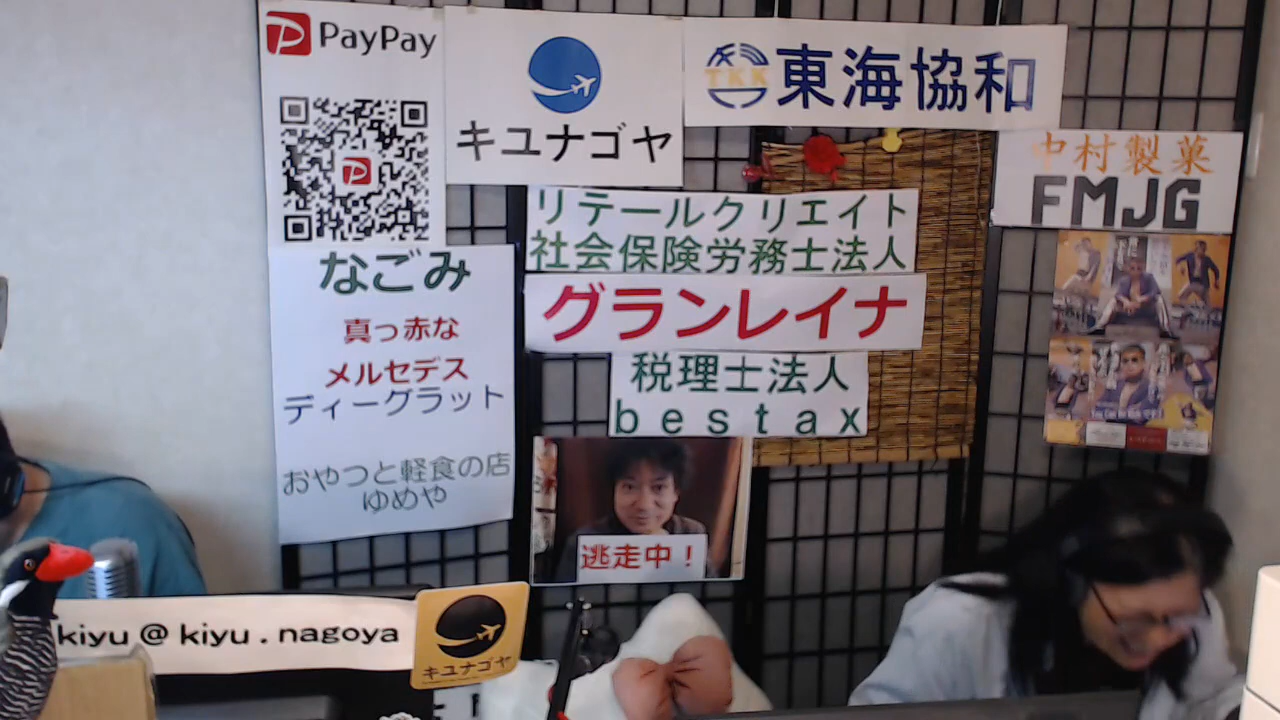 PayPay
キユナゴヤ
TKK 東海協和
中村製菓
FMJG
リテールクリエイト
社会保険労務士法人
グランレイナ
税理士法人
bestax
なごみ
真っ赤な
メルセデス
ディーグラット
おやつと軽食の店
ゆめや
逃走中！
kiyu@kiyu.nagoya
キユナゴヤ